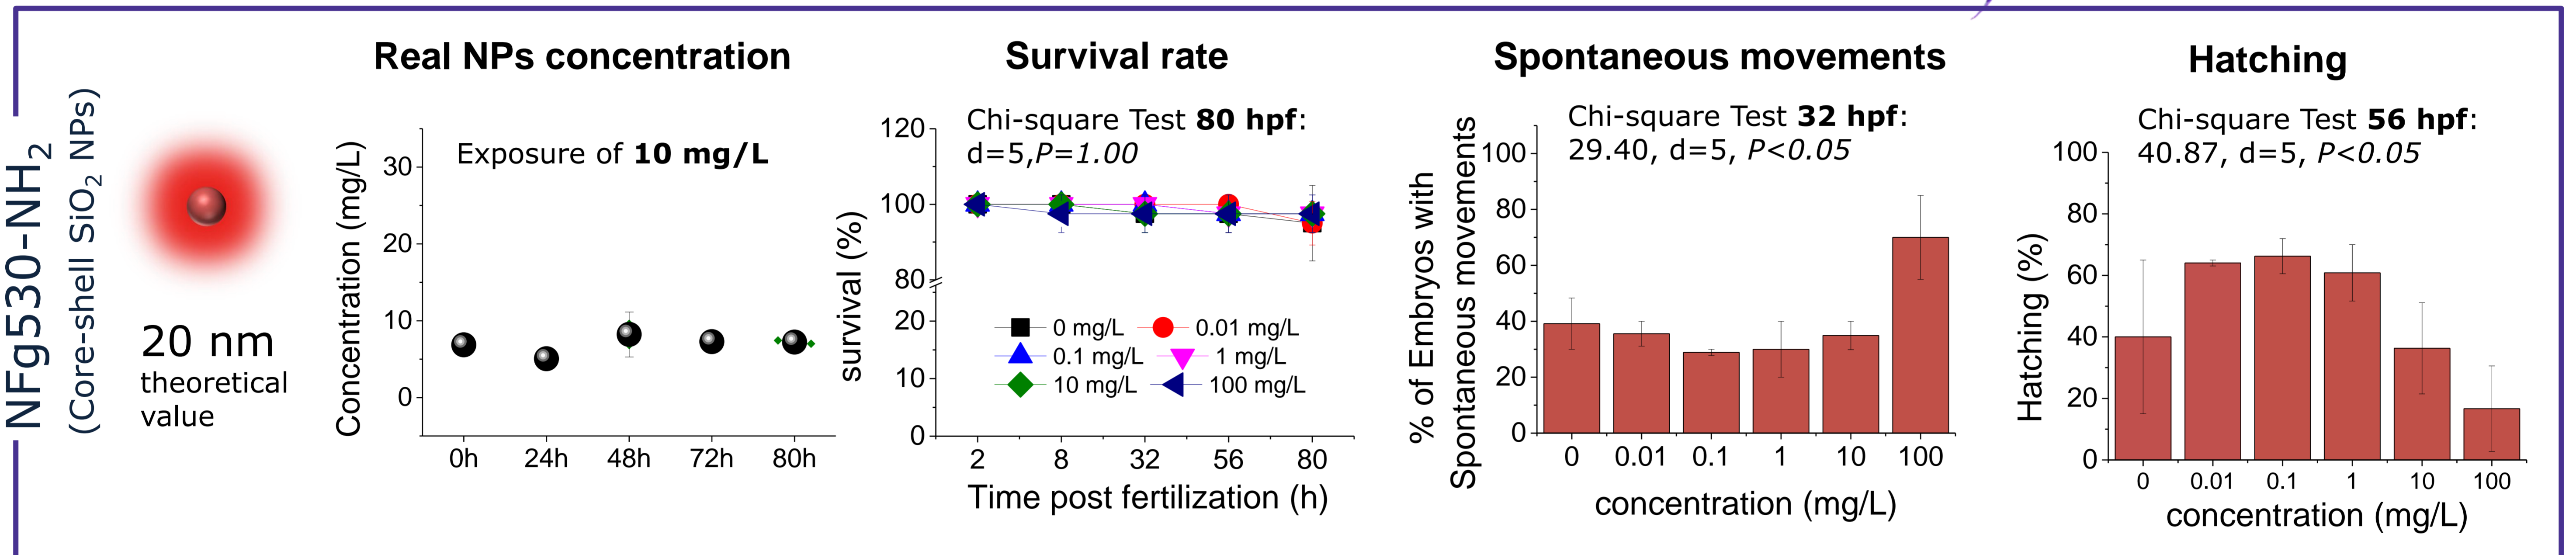 NFg530-NH2
(Core-shell SiO2 NPs)
20 nm
theoretical
value
Real NPs concentration
Exposure of 10 mg/L
Concentration (mg/L)
30
20
10
0
0h 24h 48h 72h 80h
Survival rate
Chi-square Test 80 hpf:
d=5,P=1.00
survival (%)
120
100
80
20
10
0
0 mg/L 0.01 mg/L
0.1 mg/L 1 mg/L
10 mg/L 100 mg/L
2 8 32 56 80
Time post fertilization (h)
Spontaneous movements
Chi-square Test 32 hpf:
29.40, d=5, P<0.05
% of Embryos with
Spontaneous movements
100
80
60
40
20
0
0 0.01 0.1 1 10 100
concentration (mg/L)
Hatching
Chi-square Test 56 hpf:
40.87, d=5, P<0.05
Hatching (%)
100
80
60
40
20
0
0 0.01 0.1 1 10 100
concentration (mg/L)